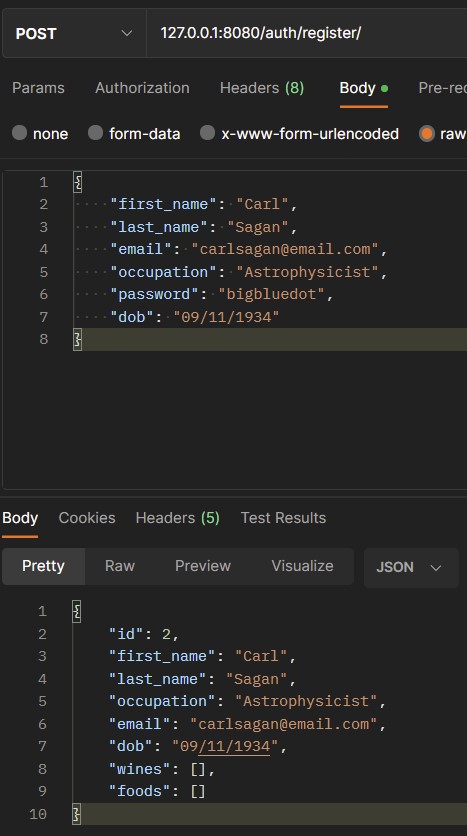 POST 127.0.0.1:8080/auth/register/
Params Authorization Headers (8) Body Pre-rec
none form-data x-www-form-urlencoded raw
1 {
2 "first_name": "Carl",
3 "last_name": "Sagan",
4 "email": "carlsagan@email.com",
5 "occupation": "Astrophysicist",
6 "password": "bigbluedot",
7 "dob": "09/11/1934"
8 }
Body Cookies Headers (5) Test Results
Pretty Raw Preview Visualize JSON
1 {
2 "id": 2,
3 "first_name": "Carl",
4 "last_name": "Sagan",
5 "occupation": "Astrophysicist",
6 "email": "carlsagan@email.com",
7 "dob": "09/11/1934",
8 "wines": [],
9 "foods": []
10 }